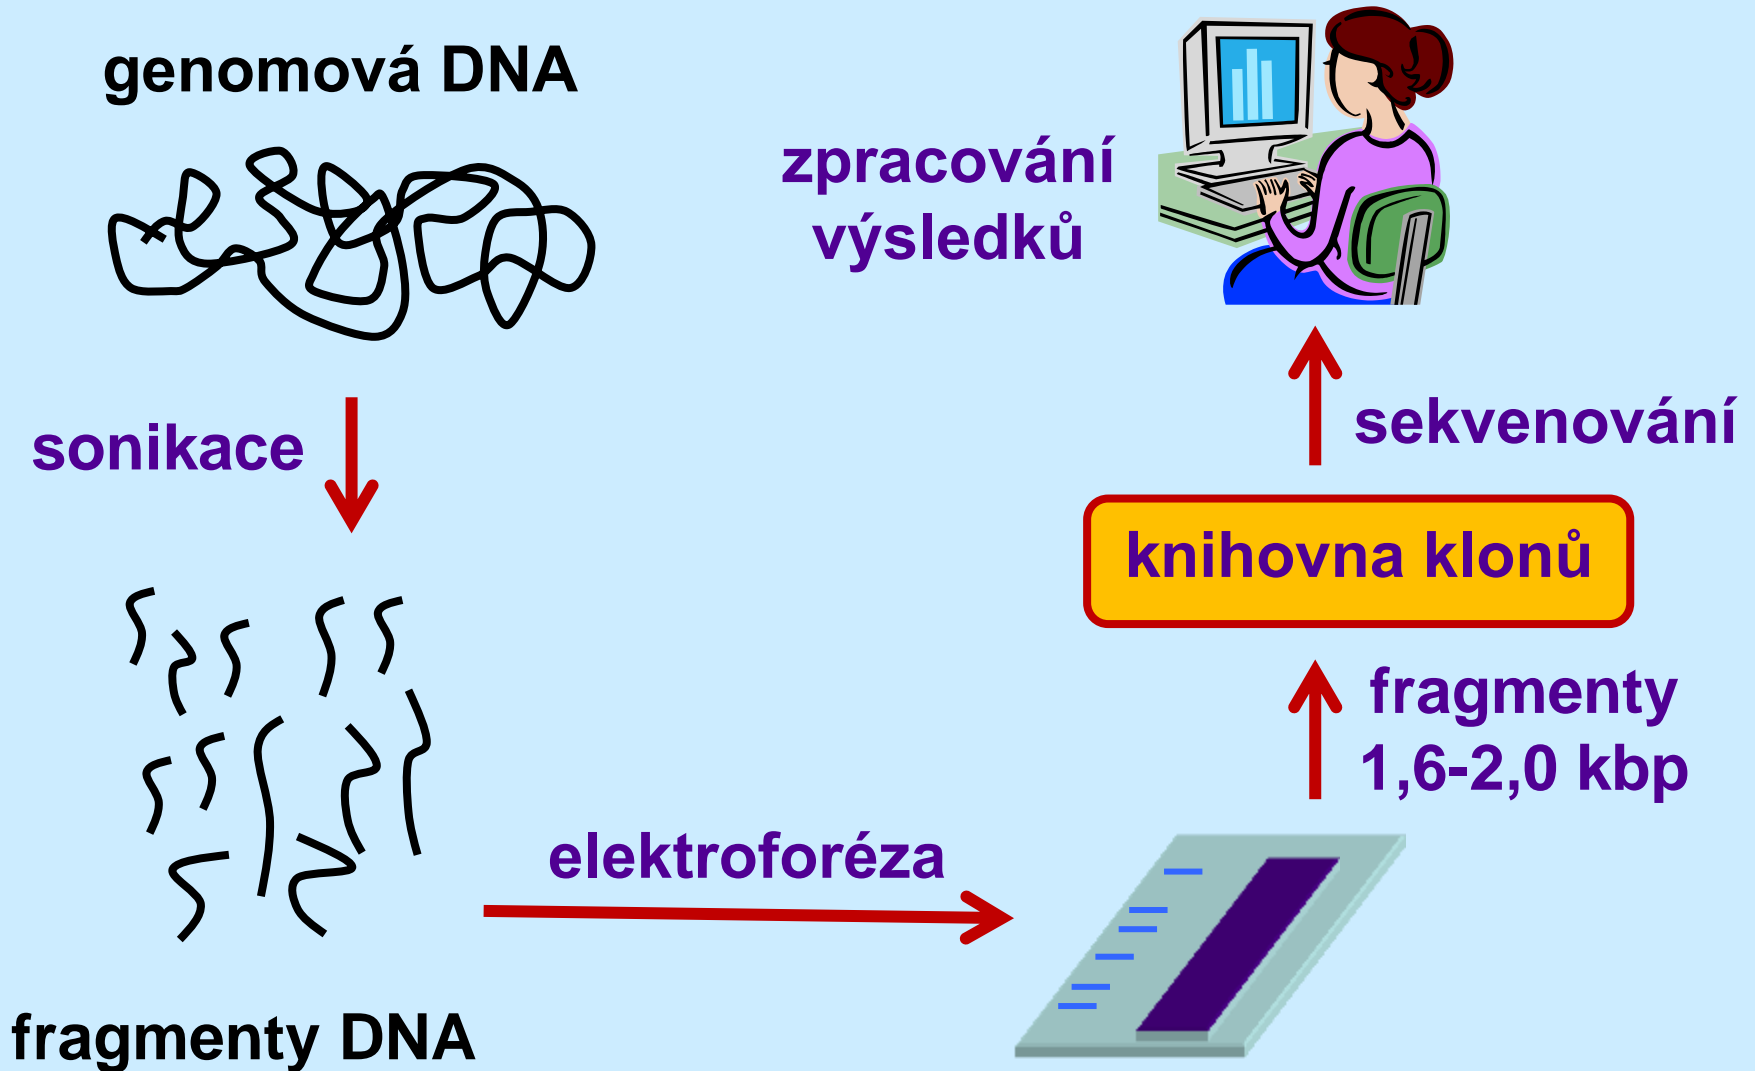 genomová DNA
sonikace
fragmenty DNA
elektroforéza
fragmenty
1,6-2,0 kbp
knihovna klonů
sekvenování
zpracování
výsledků